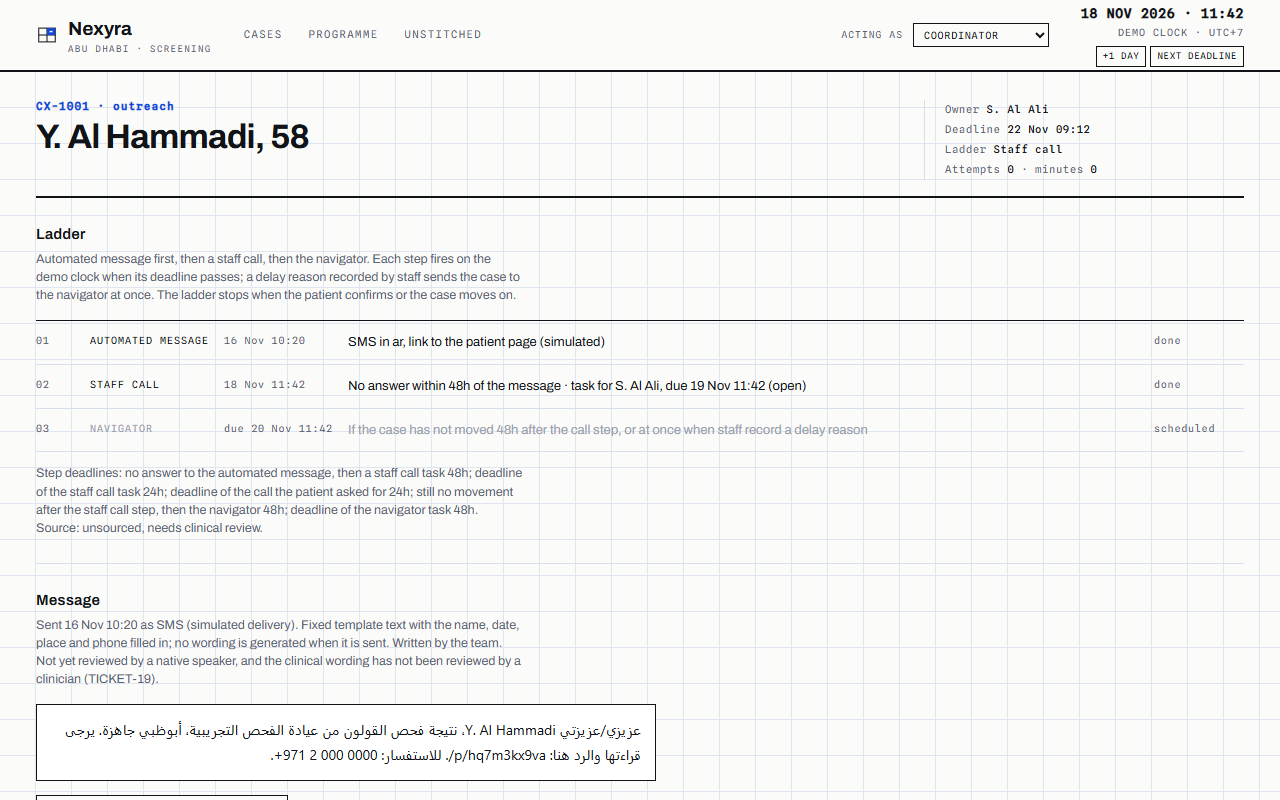 Nexyra
ABU DHABI · SCREENING
CASES PROGRAMME UNSTITCHED
ACTING AS COORDINATOR
18 NOV 2026 · 11:42
DEMO CLOCK · UTC+7
+1 DAY NEXT DEADLINE
CX-1001 · outreach
Y. Al Hammadi, 58
Owner S. Al Ali
Deadline 22 Nov 09:12
Ladder Staff call
Attempts 0 · minutes 0
Ladder
Automated message first, then a staff call, then the navigator. Each step fires on the
demo clock when its deadline passes; a delay reason recorded by staff sends the case to
the navigator at once. The ladder stops when the patient confirms or the case moves on.
01 AUTOMATED MESSAGE 16 Nov 10:20 SMS in ar, link to the patient page (simulated) done
02 STAFF CALL 18 Nov 11:42 No answer within 48h of the message · task for S. Al Ali, due 19 Nov 11:42 (open) done
03 NAVIGATOR due 20 Nov 11:42 If the case has not moved 48h after the call step, or at once when staff record a delay reason scheduled
Step deadlines: no answer to the automated message, then a staff call task 48h; deadline
of the staff call task 24h; deadline of the call the patient asked for 24h; still no movement
after the staff call step, then the navigator 48h; deadline of the navigator task 48h.
Source: unsourced, needs clinical review.
Message
Sent 16 Nov 10:20 as SMS (simulated delivery). Fixed template text with the name, date,
place and phone filled in; no wording is generated when it is sent. Written by the team.
Not yet reviewed by a native speaker, and the clinical wording has not been reviewed by a
clinician (TICKET-19).
عزيزي/عزيزتي Y. Al Hammadi، نتيجة فحص القولون من عيادة الفحص التجريبية، أبوظبي جاهزة. يرجى
قراءتها والرد هنا: /p/hq7m3kx9va. للاستفسار: +971 2 000 0000.